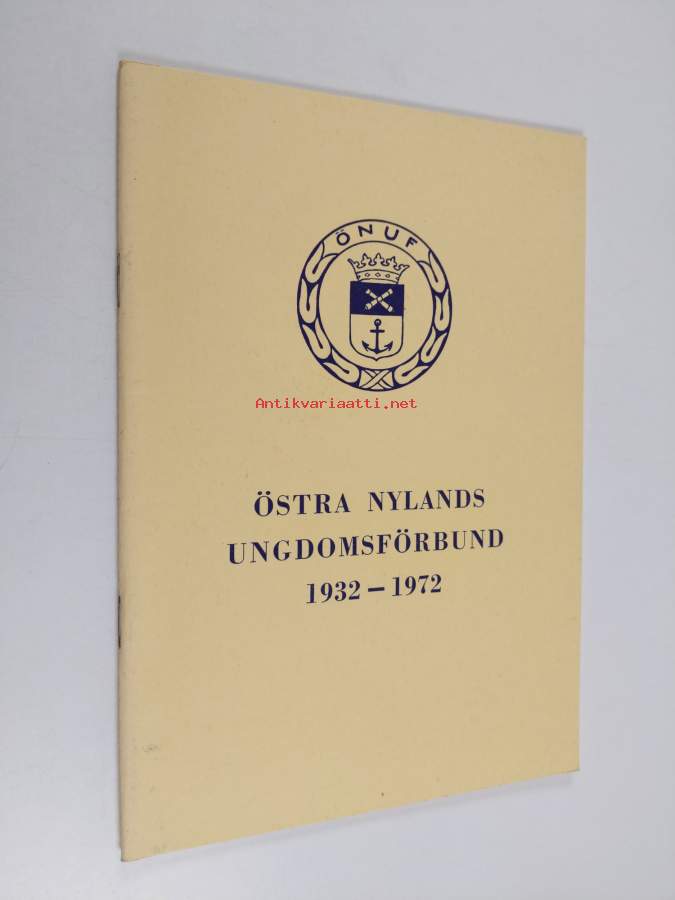 ÖNUF
Antikvariaatti.net
ÖSTRA NYLANDS
UNGDOMSFÖRBUND
1932 – 1972